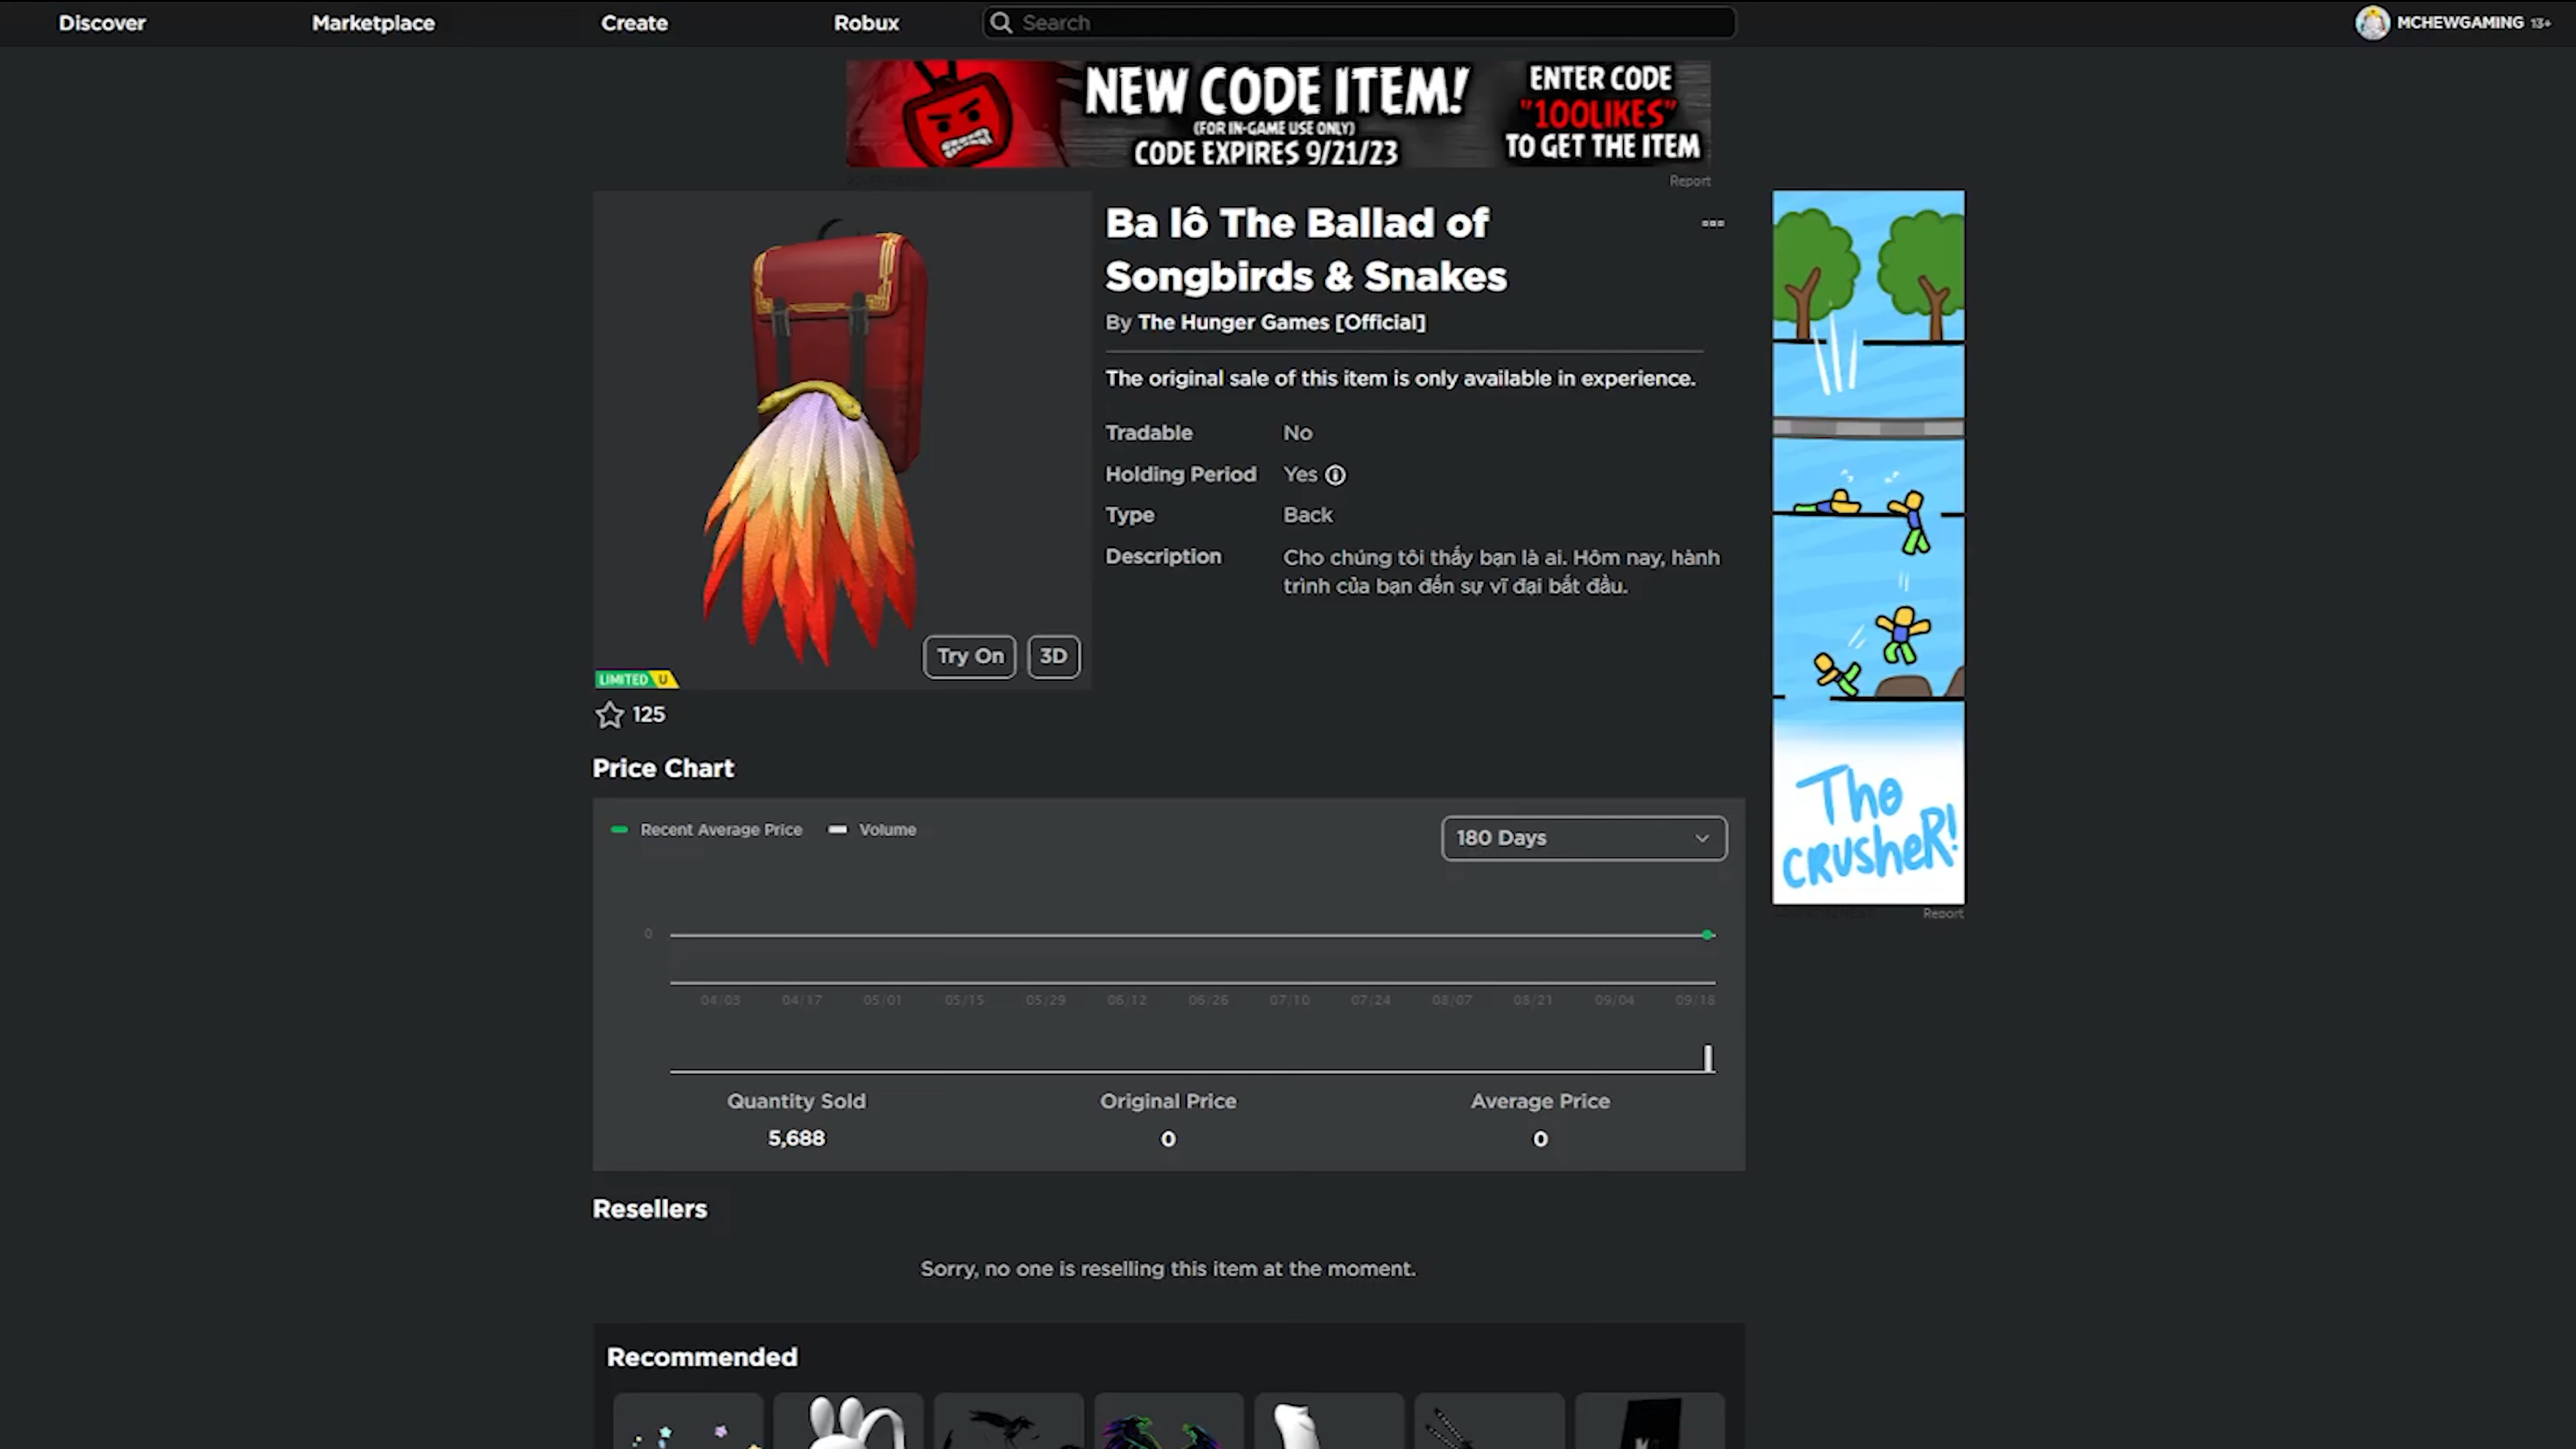 Discover
Marketplace
Create
Robux
Search
MCHEWGAMING 13+
NEW CODE ITEM!
(FOR IN-GAME USE ONLY)
CODE EXPIRES 9/21/23
ENTER CODE
"100LIKES"
TO GET THE ITEM
Report
Ba lô The Ballad of
Songbirds & Snakes
By The Hunger Games [Official]
The original sale of this item is only available in experience.
Tradable No
Holding Period Yes
Type Back
Description Cho chúng tôi thấy bạn là ai. Hôm nay, hành
trình của bạn đến sự vĩ đại bắt đầu.
Try On
3D
LIMITED U
125
The
CRUSHER!
Report
Price Chart
Recent Average Price
Volume
180 Days
0
04/03 04/17 05/01 05/15 05/29 06/12 06/26 07/10 07/24 08/07 08/21 09/04 09/18
Quantity Sold Original Price Average Price
5,688 0 0
Resellers
Sorry, no one is reselling this item at the moment.
Recommended